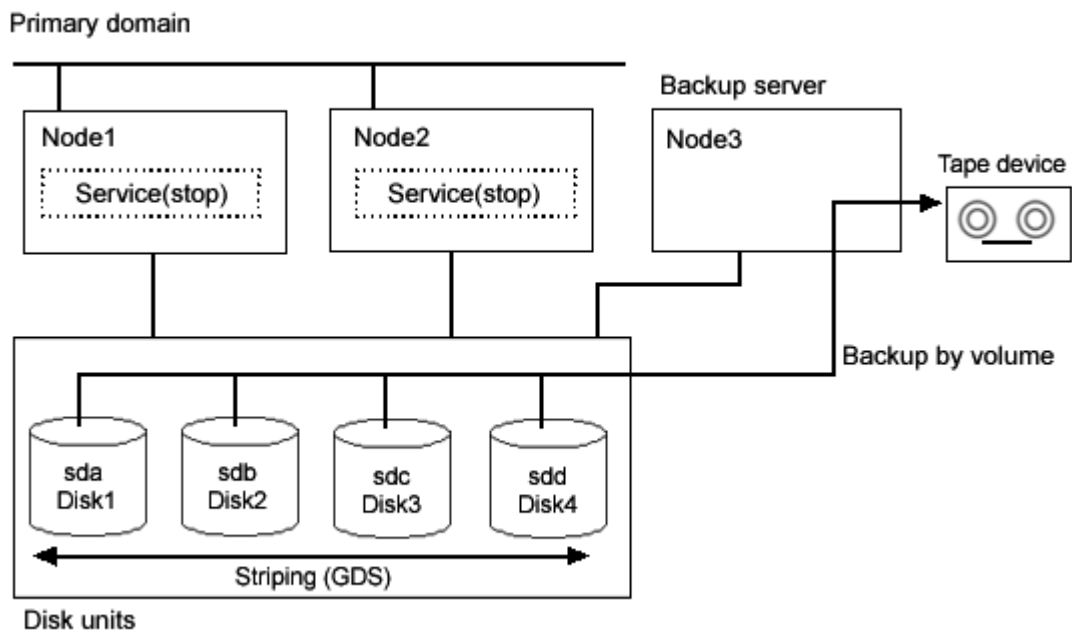 Primary domain
Backup server
Node1
Node2
Node3
Service(stop)
Service(stop)
Tape device
Backup by volume
sda
Disk1
sdb
Disk2
sdc
Disk3
sdd
Disk4
Striping (GDS)
Disk units